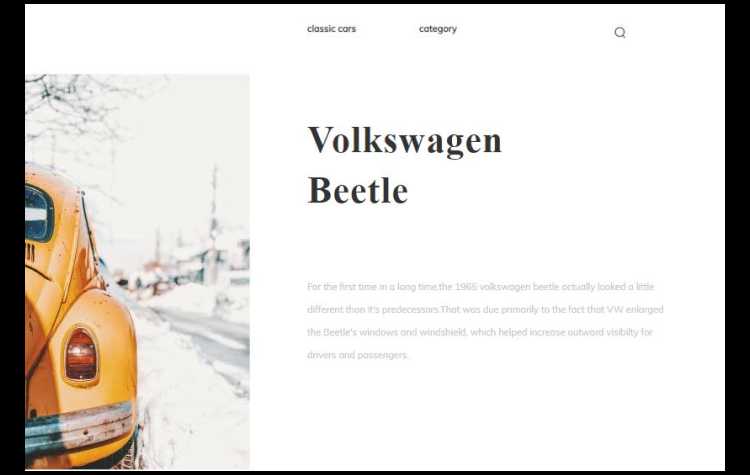 classic cars
category
Volkswagen
Beetle
For the first time in a long time,the 1965 volkswagen beetle actually looked a little
different than it's predecessors.That was due primarily to the fact that VW enlarged
the Beetle's windows and windshield, which helped increase outward visibilty for
drivers and passengers.